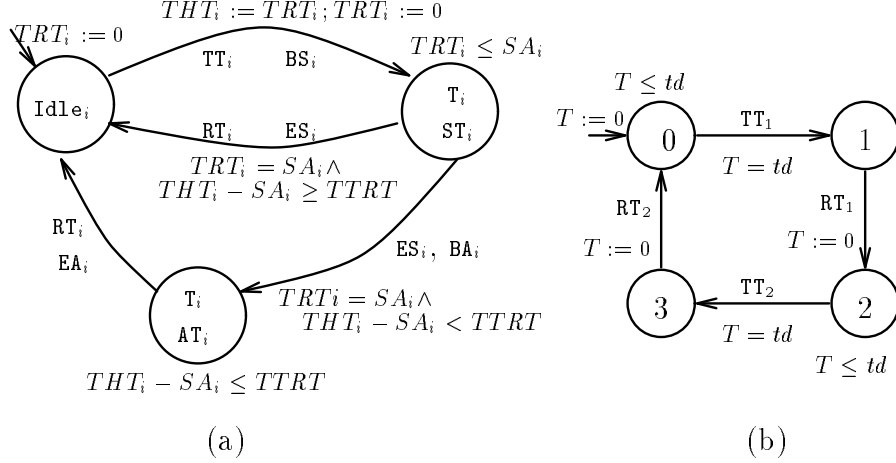 THT_i := TRT_i; TRT_i := 0
TRT_i := 0
TT_i BS_i
TRT_i ≤ SA_i
Idle_i
T_i
ST_i
RT_i ES_i
TRT_i = SA_i ∧
THT_i − SA_i ≥ TTRT
RT_i
EA_i
ES_i, BA_i
T_i
AT_i
TRTi = SA_i ∧
THT_i − SA_i < TTRT
THT_i − SA_i ≤ TTRT
(a)
T ≤ td
T := 0
0
TT_1
1
T = td
RT_2
RT_1
T := 0
T := 0
3
TT_2
2
T = td
T ≤ td
(b)